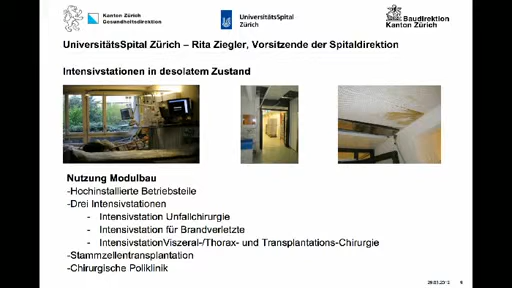 Kanton Zürich
Gesundheitsdirektion
UniversitätsSpital
Zürich
Baudirektion
Kanton Zürich
UniversitätsSpital Zürich – Rita Ziegler, Vorsitzende der Spitaldirektion
Intensivstationen in desolatem Zustand
Nutzung Modulbau
-Hochinstallierte Betriebsteile
-Drei Intensivstationen
- Intensivstation Unfallchirurgie
- Intensivstation für Brandverletzte
- IntensivstationViszeral-/Thorax- und Transplantations-Chirurgie
-Stammzellentransplantation
-Chirurgische Poliklinik